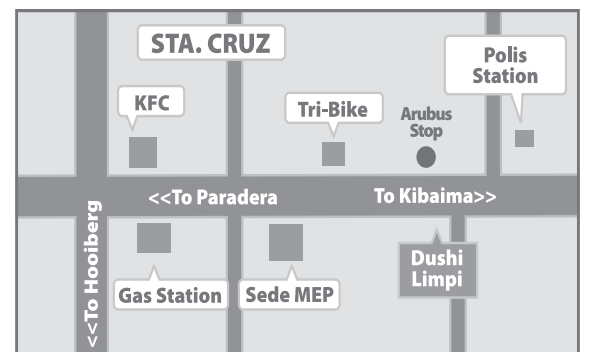 STA. CRUZ
Polis
Station
KFC
Tri-Bike
Arubus
Stop
<<To Paradera
To Kibaima>>
<<To Hooiberg
Dushi
Limpi
Gas Station
Sede MEP